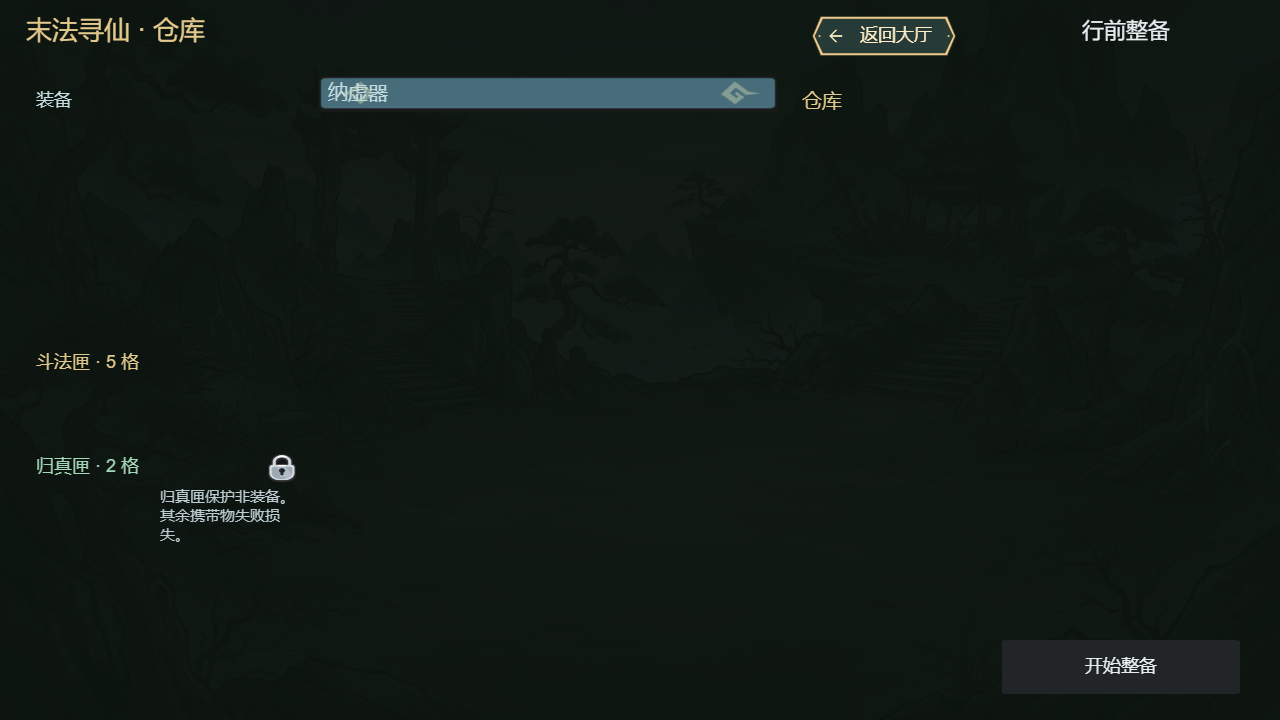 末法寻仙 · 仓库
返回大厅
行前整备
装备
纳虚器
仓库
斗法匣 · 5 格
归真匣 · 2 格
归真匣保护非装备。
其余携带物失败损
失。
开始整备